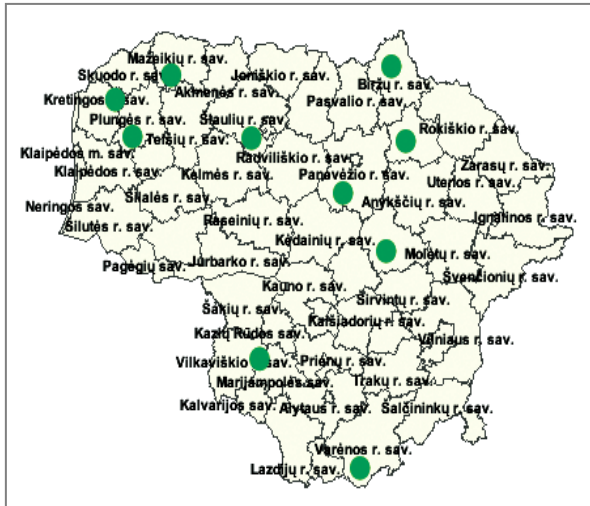 Mažeikių r. sav.
Skuodo r. sav.
Joniškio r. sav.
Biržų r. sav.
Akmenės r. sav.
Kretingos r. sav.
Pasvalio r. sav.
Plungės r. sav.
Šiaulių r. sav.
Rokiškio r. sav.
Telšių r. sav.
Klaipėdos m. sav.
Radviliškio r. sav.
Zarasų r. sav.
Klaipėdos r. sav.
Kelmės r. sav.
Panevėžio r. sav.
Utenos r. sav.
Šilalės r. sav.
Anykščių r. sav.
Neringos sav.
Raseinių r. sav.
Ignalinos r. sav.
Šilutės r. sav.
Kėdainių r. sav.
Molėtų r. sav.
Jurbarko r. sav.
Pagėgių sav.
Švenčionių r. sav.
Kauno r. sav.
Širvintų r. sav.
Šakių r. sav.
Kaišiadorių r. sav.
Kazlų Rūdos sav.
Vilniaus r. sav.
Vilkaviškio r. sav.
Prienų r. sav.
Marijampolės sav.
Trakų r. sav.
Kalvarijos sav.
Alytaus r. sav.
Šalčininkų r. sav.
Varėnos r. sav.
Lazdijų r. sav.